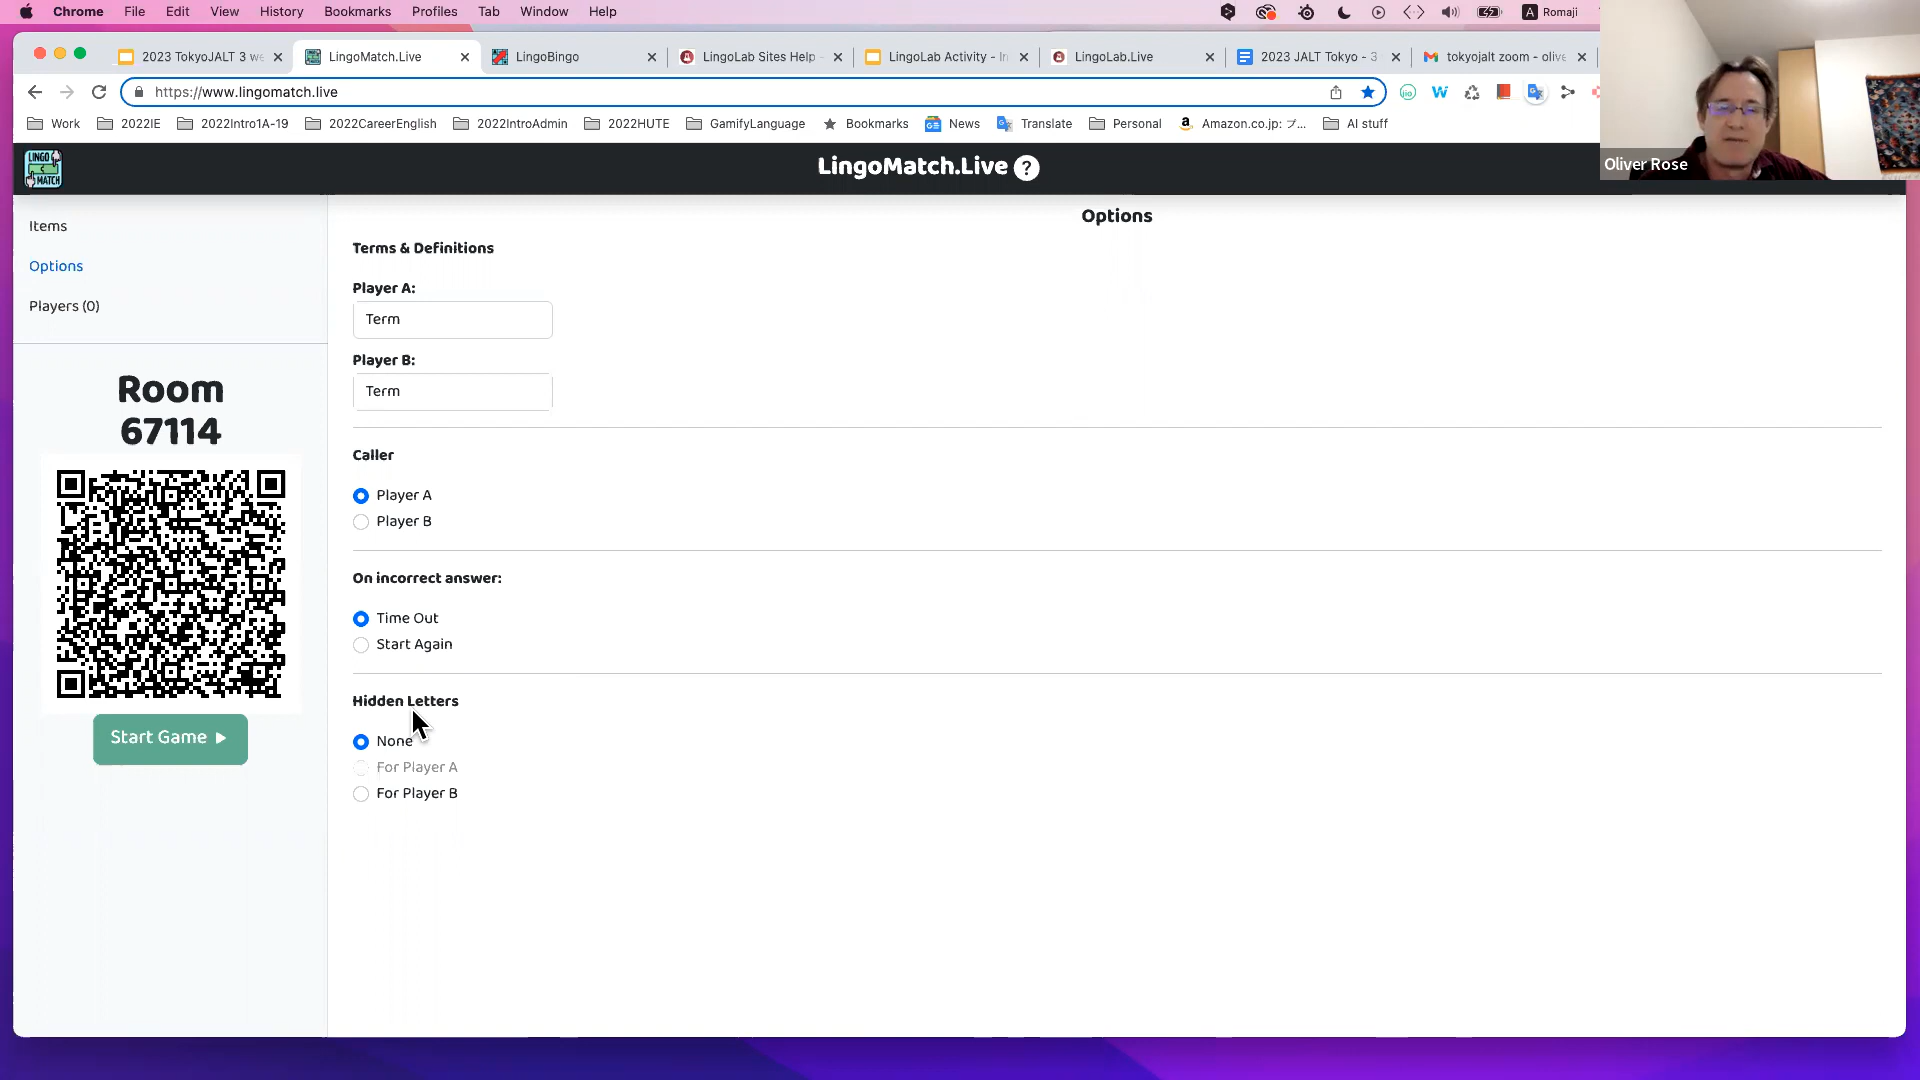 Chrome File Edit View History Bookmarks Profiles Tab Window Help
A Romaji
2023 TokyoJALT 3 we
LingoMatch.Live
LingoBingo
LingoLab Sites Help -
LingoLab Activity - In
LingoLab.Live
2023 JALT Tokyo - 3
tokyojalt zoom - olive
https://www.lingomatch.live
Work 2022IE 2022Intro1A-19 2022CareerEnglish 2022IntroAdmin 2022HUTE GamifyLanguage Bookmarks News Translate Personal Amazon.co.jp: プ... AI stuff
Oliver Rose
LINGO
MATCH
LingoMatch.Live ?
Items
Options
Players (0)
Room
67114
Start Game
Options
Terms & Definitions
Player A:
Term
Player B:
Term
Caller
Player A
Player B
On incorrect answer:
Time Out
Start Again
Hidden Letters
None
For Player A
For Player B